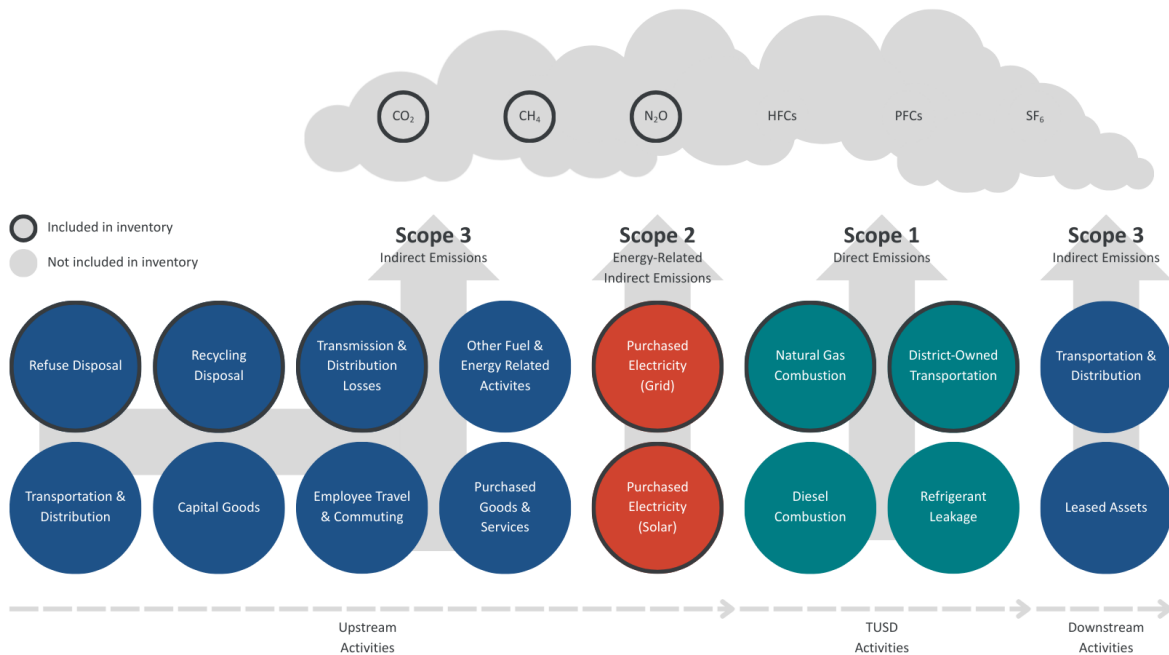 CO₂
CH₄
N₂O
HFCs
PFCs
SF₆
Included in inventory
Not included in inventory
Scope 3
Indirect Emissions
Scope 2
Energy-Related
Indirect Emissions
Scope 1
Direct Emissions
Scope 3
Indirect Emissions
Refuse Disposal
Recycling
Disposal
Transmission &
Distribution
Losses
Other Fuel &
Energy Related
Activites
Purchased
Electricity
(Grid)
Natural Gas
Combustion
District-Owned
Transportation
Transportation &
Distribution
Transportation &
Distribution
Capital Goods
Employee Travel
& Commuting
Purchased
Goods &
Services
Purchased
Electricity
(Solar)
Diesel
Combustion
Refrigerant
Leakage
Leased Assets
Upstream
Activities
TUSD
Activities
Downstream
Activities